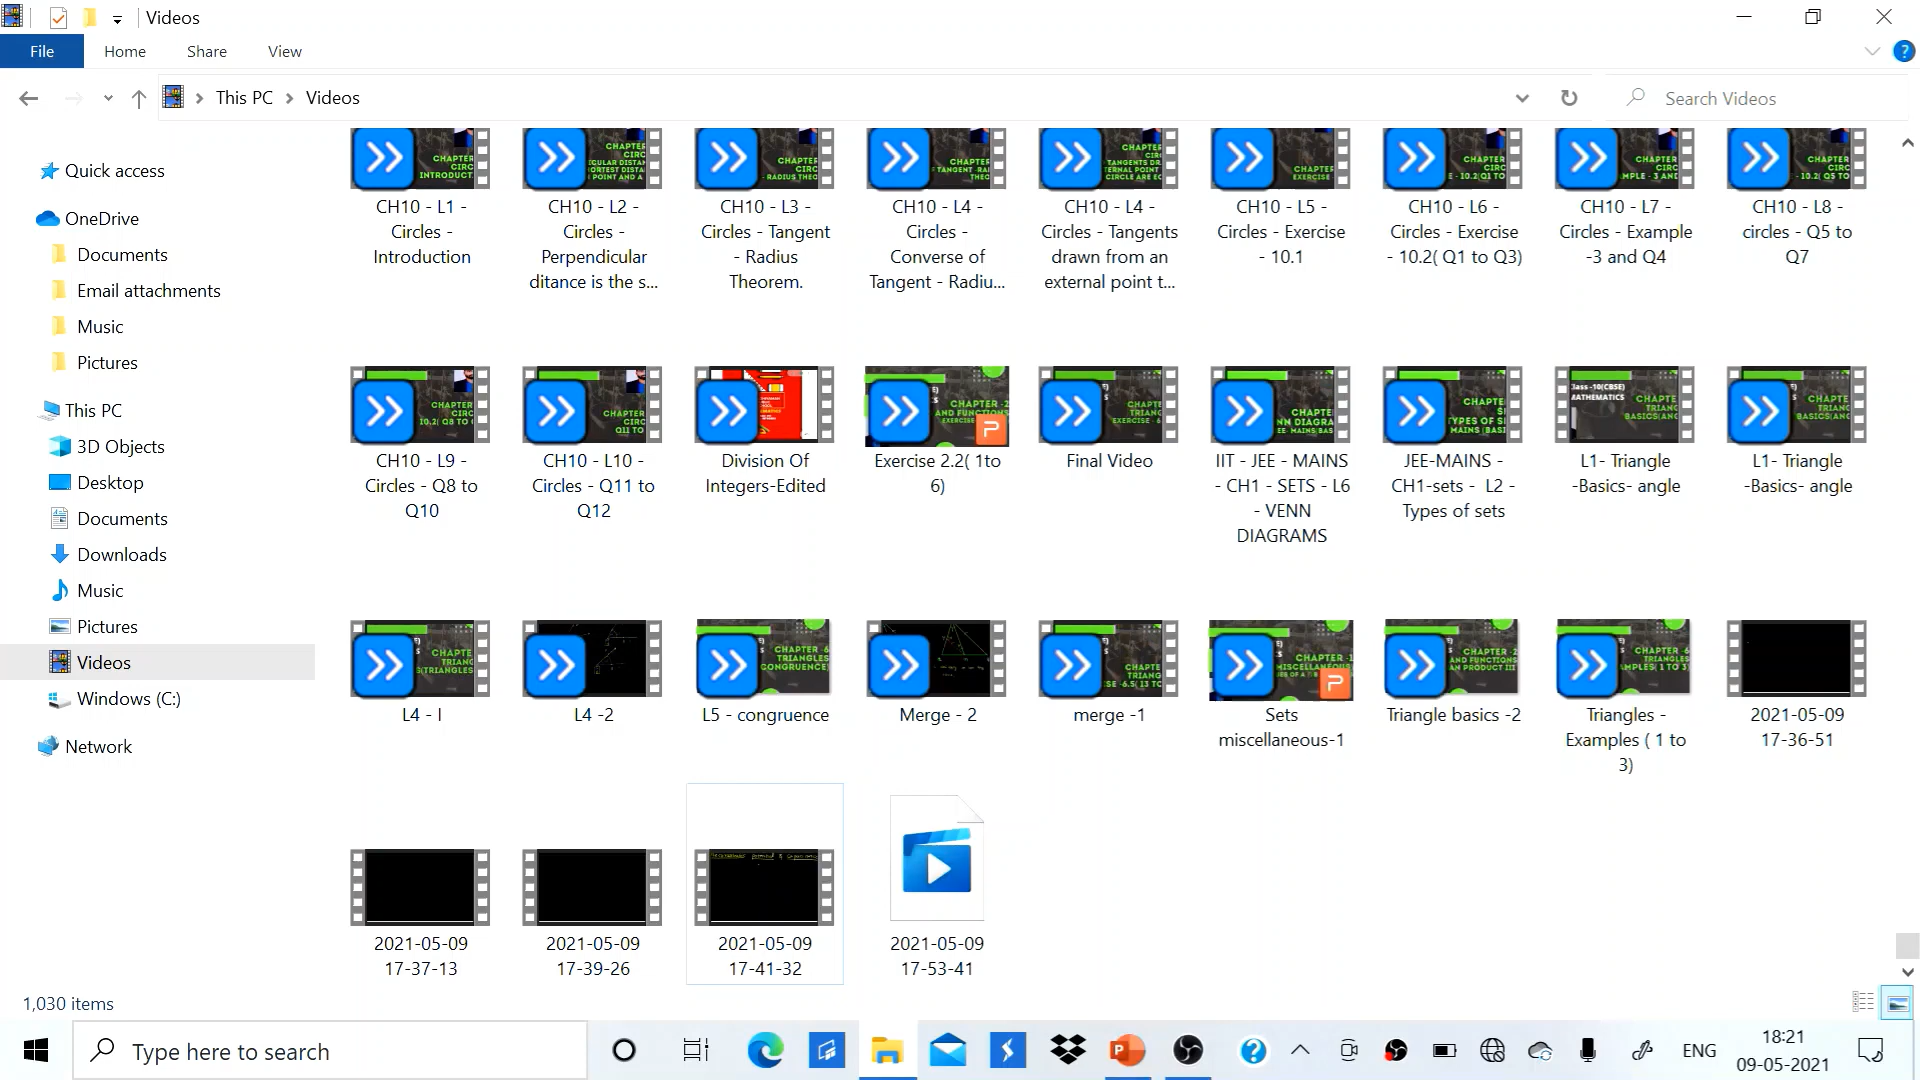 Videos
File
Home
Share
View
This PC
Videos
Search Videos
Quick access
OneDrive
Documents
Email attachments
Music
Pictures
This PC
3D Objects
Desktop
Documents
Downloads
Music
Pictures
Videos
Windows (C:)
Network
CH10 - L1 -
Circles -
Introduction
CH10 - L2 -
Circles -
Perpendicular
ditance is the s...
CH10 - L3 -
Circles - Tangent
- Radius
Theorem.
CH10 - L4 -
Circles -
Converse of
Tangent - Radiu...
CH10 - L4 -
Circles - Tangents
drawn from an
external point t...
CH10 - L5 -
Circles - Exercise
- 10.1
CH10 - L6 -
Circles - Exercise
- 10.2( Q1 to Q3)
CH10 - L7 -
Circles - Example
-3 and Q4
CH10 - L8 -
circles - Q5 to
Q7
CH10 - L9 -
Circles - Q8 to
Q10
CH10 - L10 -
Circles - Q11 to
Q12
Division Of
Integers-Edited
Exercise 2.2( 1to
6)
Final Video
IIT - JEE - MAINS
- CH1 - SETS - L6
- VENN
DIAGRAMS
JEE-MAINS -
CH1-sets - L2 -
Types of sets
L1- Triangle
-Basics- angle
L1- Triangle
-Basics- angle
L4 - I
L4 -2
L5 - congruence
Merge - 2
merge -1
Sets
miscellaneous-1
Triangle basics -2
Triangles -
Examples ( 1 to
3)
2021-05-09
17-36-51
2021-05-09
17-37-13
2021-05-09
17-39-26
2021-05-09
17-41-32
2021-05-09
17-53-41
1,030 items
Type here to search
ENG
18:21
09-05-2021